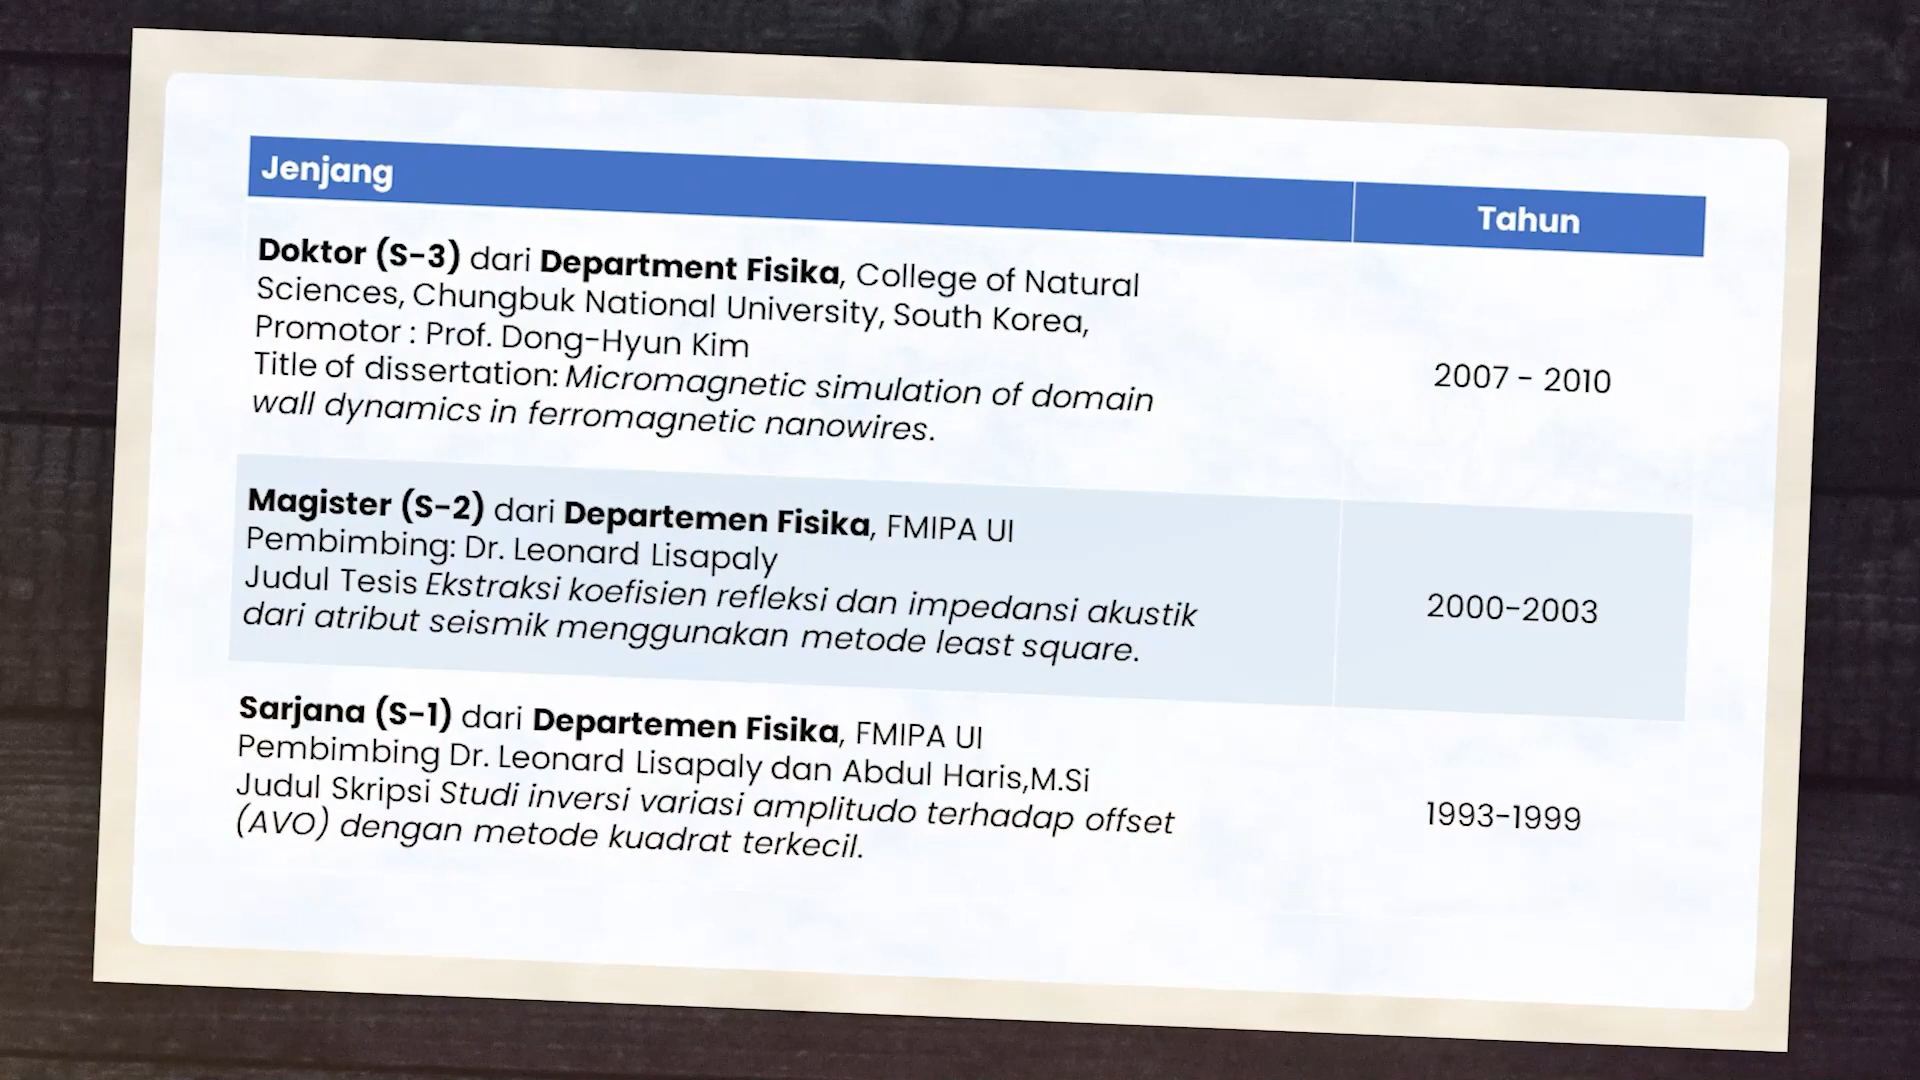 Jenjang
Tahun
Doktor (S-3) dari Department Fisika, College of Natural
Sciences, Chungbuk National University, South Korea,
Promotor : Prof. Dong-Hyun Kim
Title of dissertation: Micromagnetic simulation of domain
wall dynamics in ferromagnetic nanowires.
2007 - 2010
Magister (S-2) dari Departemen Fisika, FMIPA UI
Pembimbing: Dr. Leonard Lisapaly
Judul Tesis Ekstraksi koefisien refleksi dan impedansi akustik
dari atribut seismik menggunakan metode least square.
2000-2003
Sarjana (S-1) dari Departemen Fisika, FMIPA UI
Pembimbing Dr. Leonard Lisapaly dan Abdul Haris,M.Si
Judul Skripsi Studi inversi variasi amplitudo terhadap offset
(AVO) dengan metode kuadrat terkecil.
1993-1999